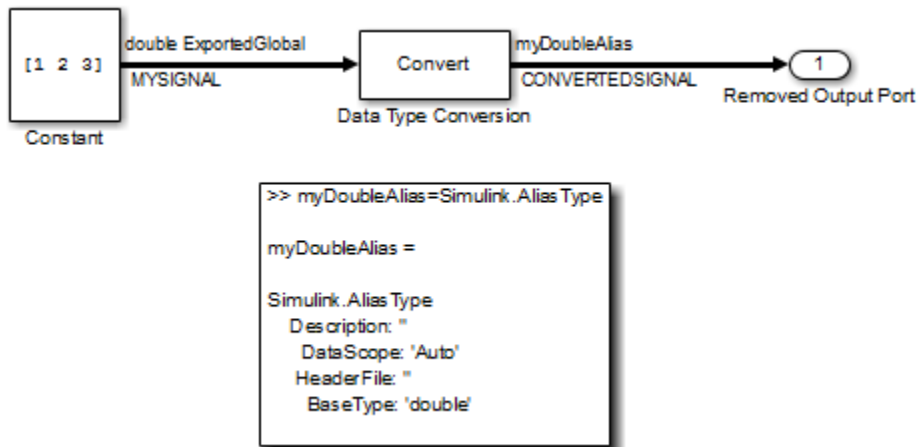 [1 2 3]
double ExportedGlobal
MYSIGNAL
Convert
myDoubleAlias
CONVERTEDSIGNAL
1
Constant
Data Type Conversion
Removed Output Port
>> myDoubleAlias=Simulink.AliasType
myDoubleAlias =
Simulink.AliasType
Description: ''
DataScope: 'Auto'
HeaderFile: ''
BaseType: 'double'